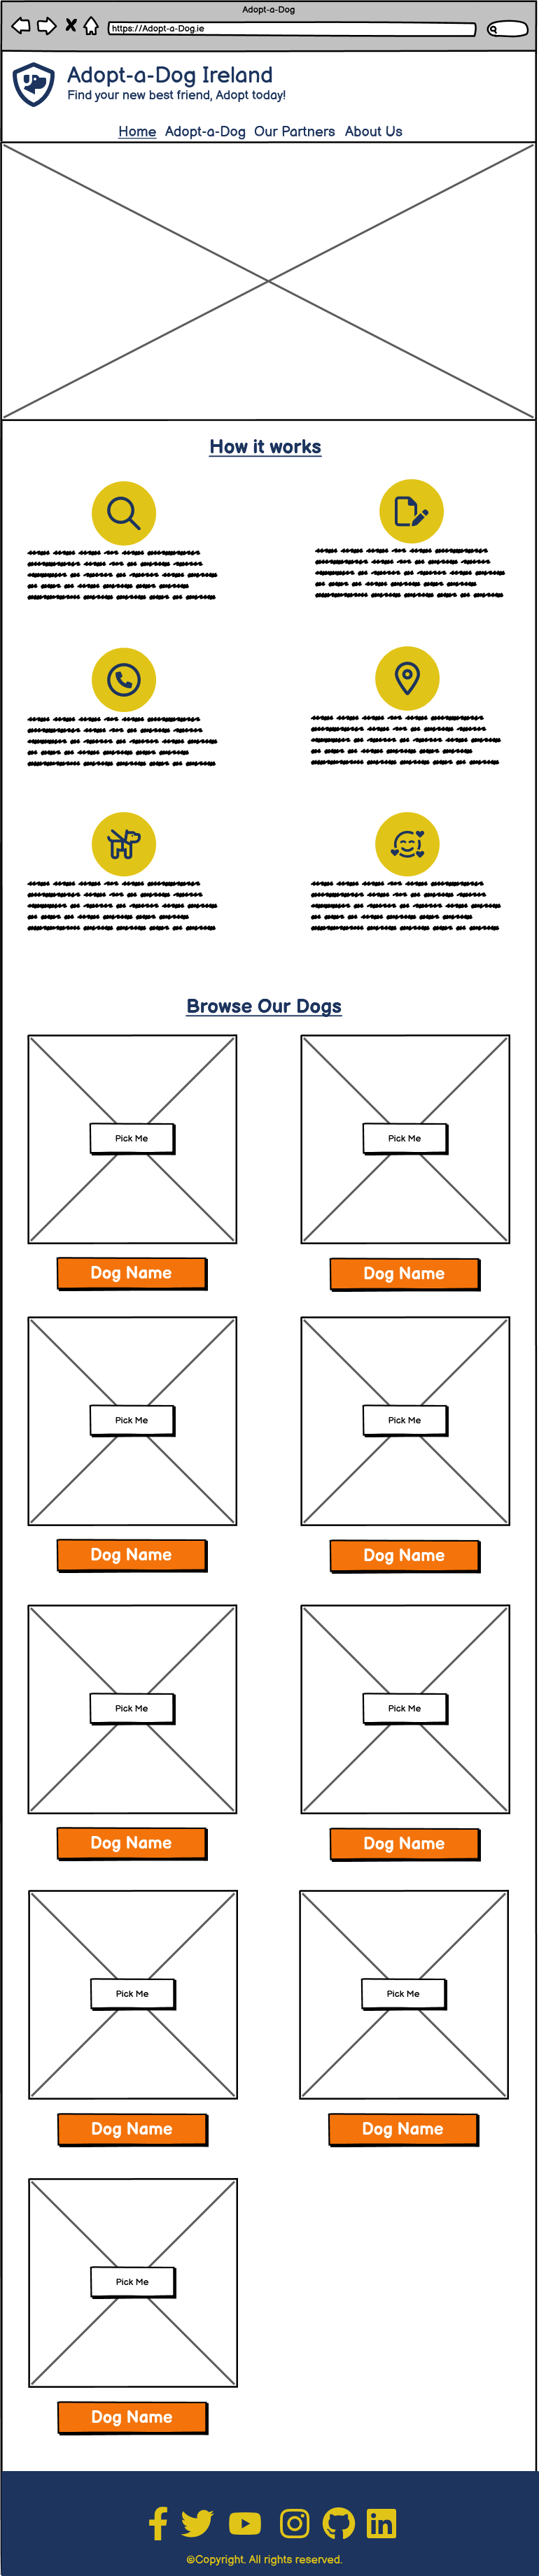 Adopt-a-Dog
https://Adopt-a-Dog.ie
Adopt-a-Dog Ireland
Find your new best friend, Adopt today!
Home Adopt-a-Dog Our Partners About Us
How it works
Browse Our Dogs
Pick Me Pick Me
Dog Name Dog Name
Pick Me Pick Me
Dog Name Dog Name
Pick Me Pick Me
Dog Name Dog Name
Pick Me Pick Me
Dog Name Dog Name
Pick Me
Dog Name
©Copyright. All rights reserved.